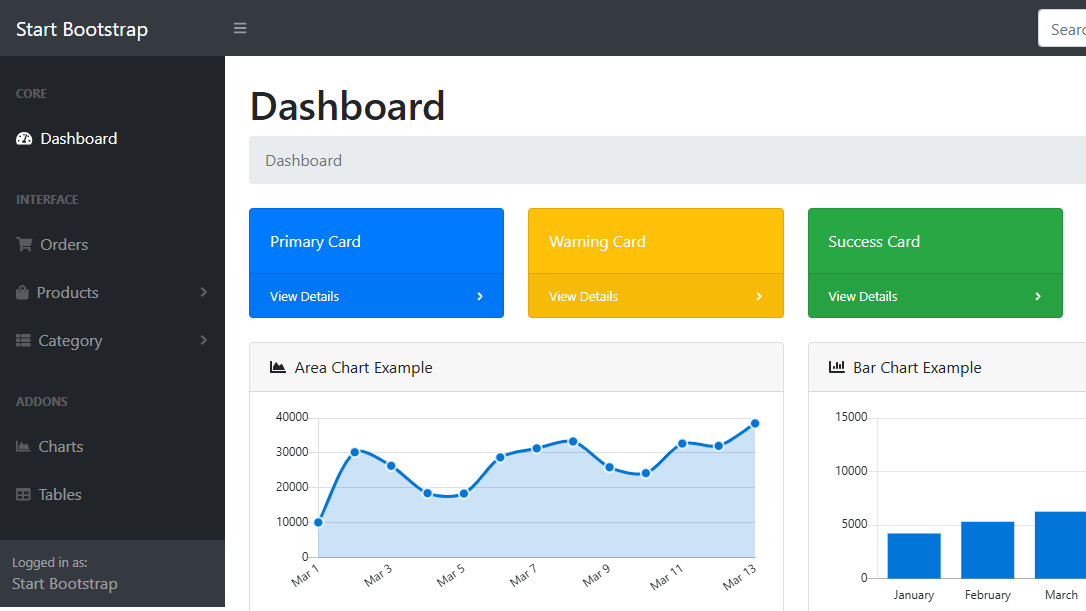 Start Bootstrap
CORE
Dashboard
INTERFACE
Orders
Products
Category
ADDONS
Charts
Tables
Logged in as:
Start Bootstrap
Dashboard
Dashboard
Primary Card
View Details
Warning Card
View Details
Success Card
View Details
Area Chart Example
40000
30000
20000
10000
0
Mar 1
Mar 3
Mar 5
Mar 7
Mar 9
Mar 11
Mar 13
Bar Chart Example
15000
10000
5000
0
January
February
March